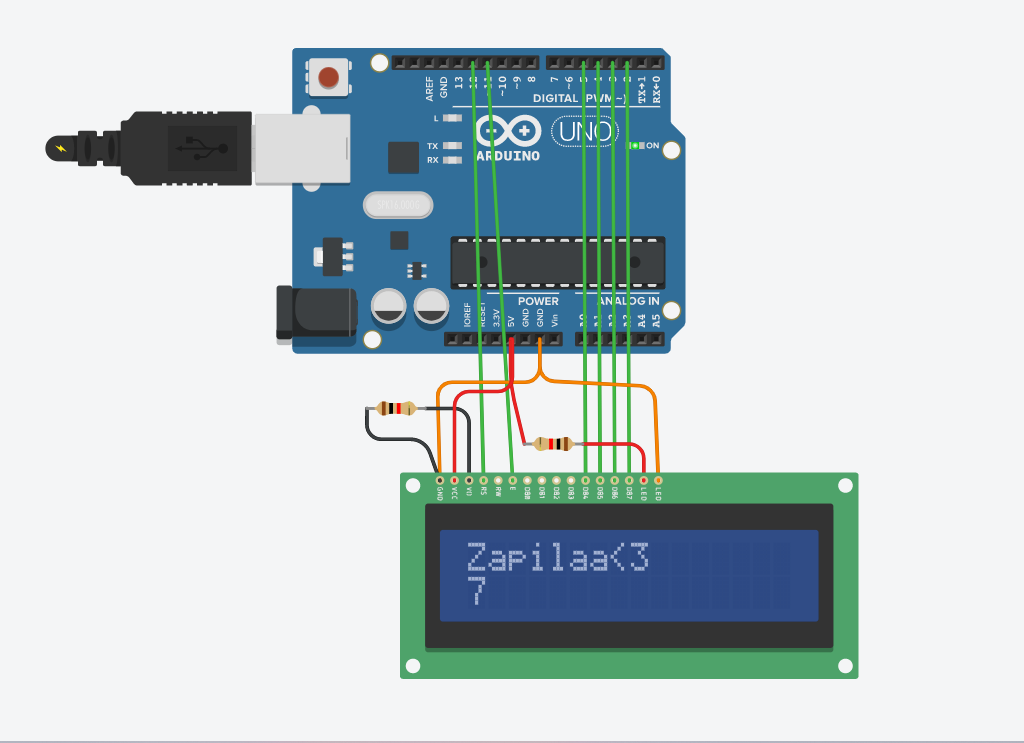 AREF
GND
13
12
~10
~9
8
7
~6
5
4
3
2
TX→1
RX←0
DIGITAL (PWM~)
L
TX
RX
ARDUINO
UNO
ON
POWER
ANALOG IN
IOREF
RESET
3.3V
5V
GND
GND
Vin
A0
A1
A2
A3
A4
A5
GND
VCC
V0
RS
RW
E
DB0
DB1
DB2
DB3
DB4
DB5
DB6
DB7
LED
LED
Zapilaa<3
7